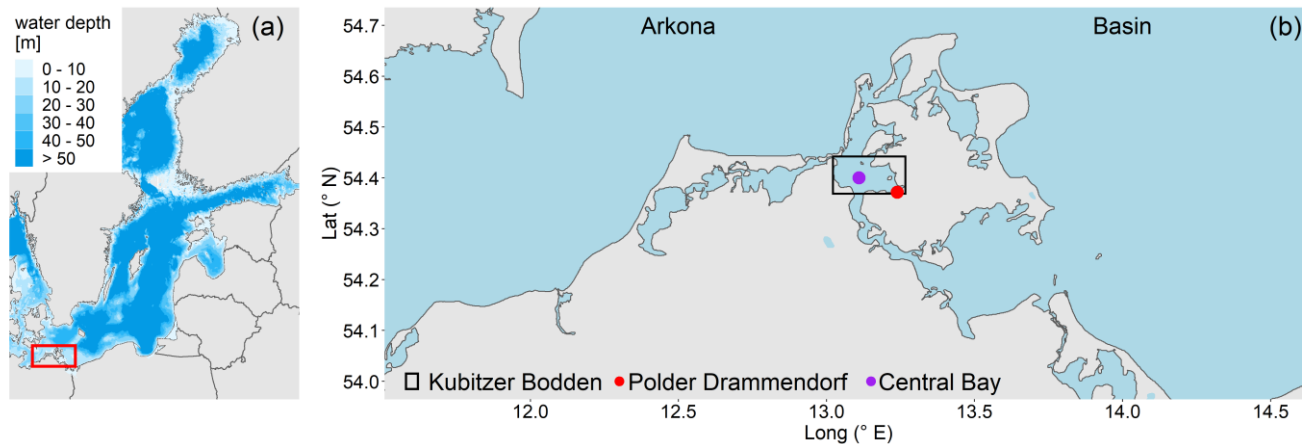 water depth
[m]
0 - 10
10 - 20
20 - 30
30 - 40
40 - 50
> 50
(a)
Arkona
Basin
(b)
54.7
54.6
54.5
54.4
54.3
54.2
54.1
54.0
Lat (° N)
Kubitzer Bodden
Polder Drammendorf
Central Bay
12.0
12.5
13.0
13.5
14.0
14.5
Long (° E)